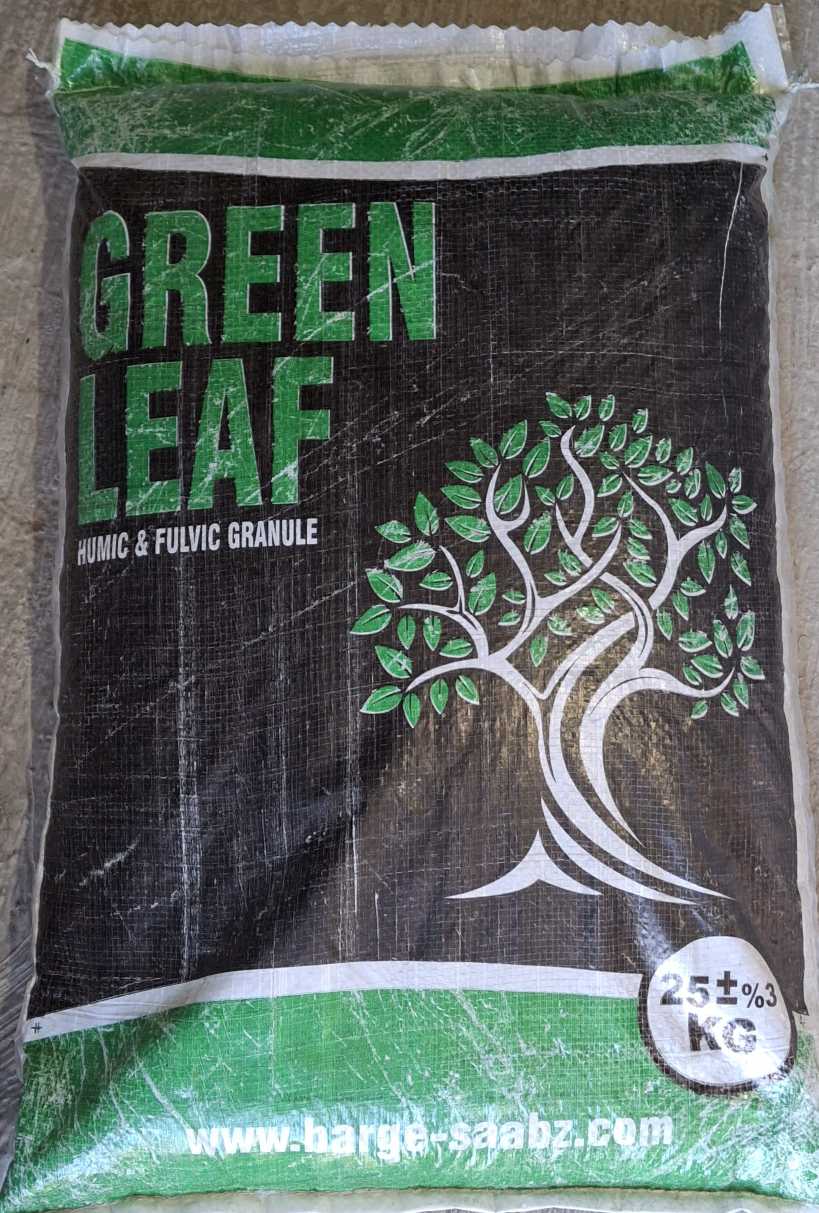 GREEN
LEAF
HUMIC & FULVIC GRANULE
25±%3
KG
www.barge-saabz.com